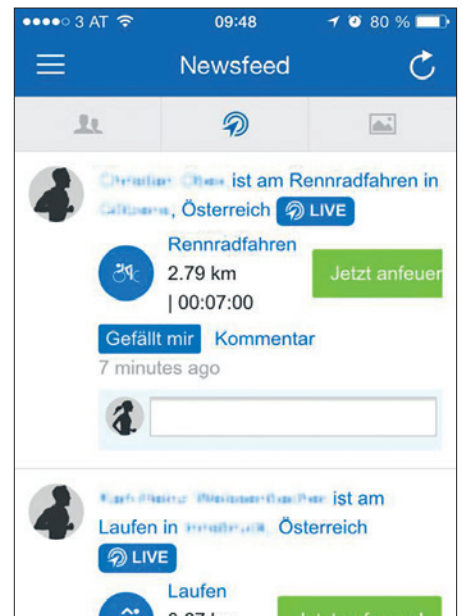 3 AT 09:48 80 %
Newsfeed
ist am Rennradfahren in
, Österreich LIVE
Rennradfahren
2.79 km
| 00:07:00
Jetzt anfeuer
Gefällt mir Kommentar
7 minutes ago
ist am
Laufen in Österreich
LIVE
Laufen